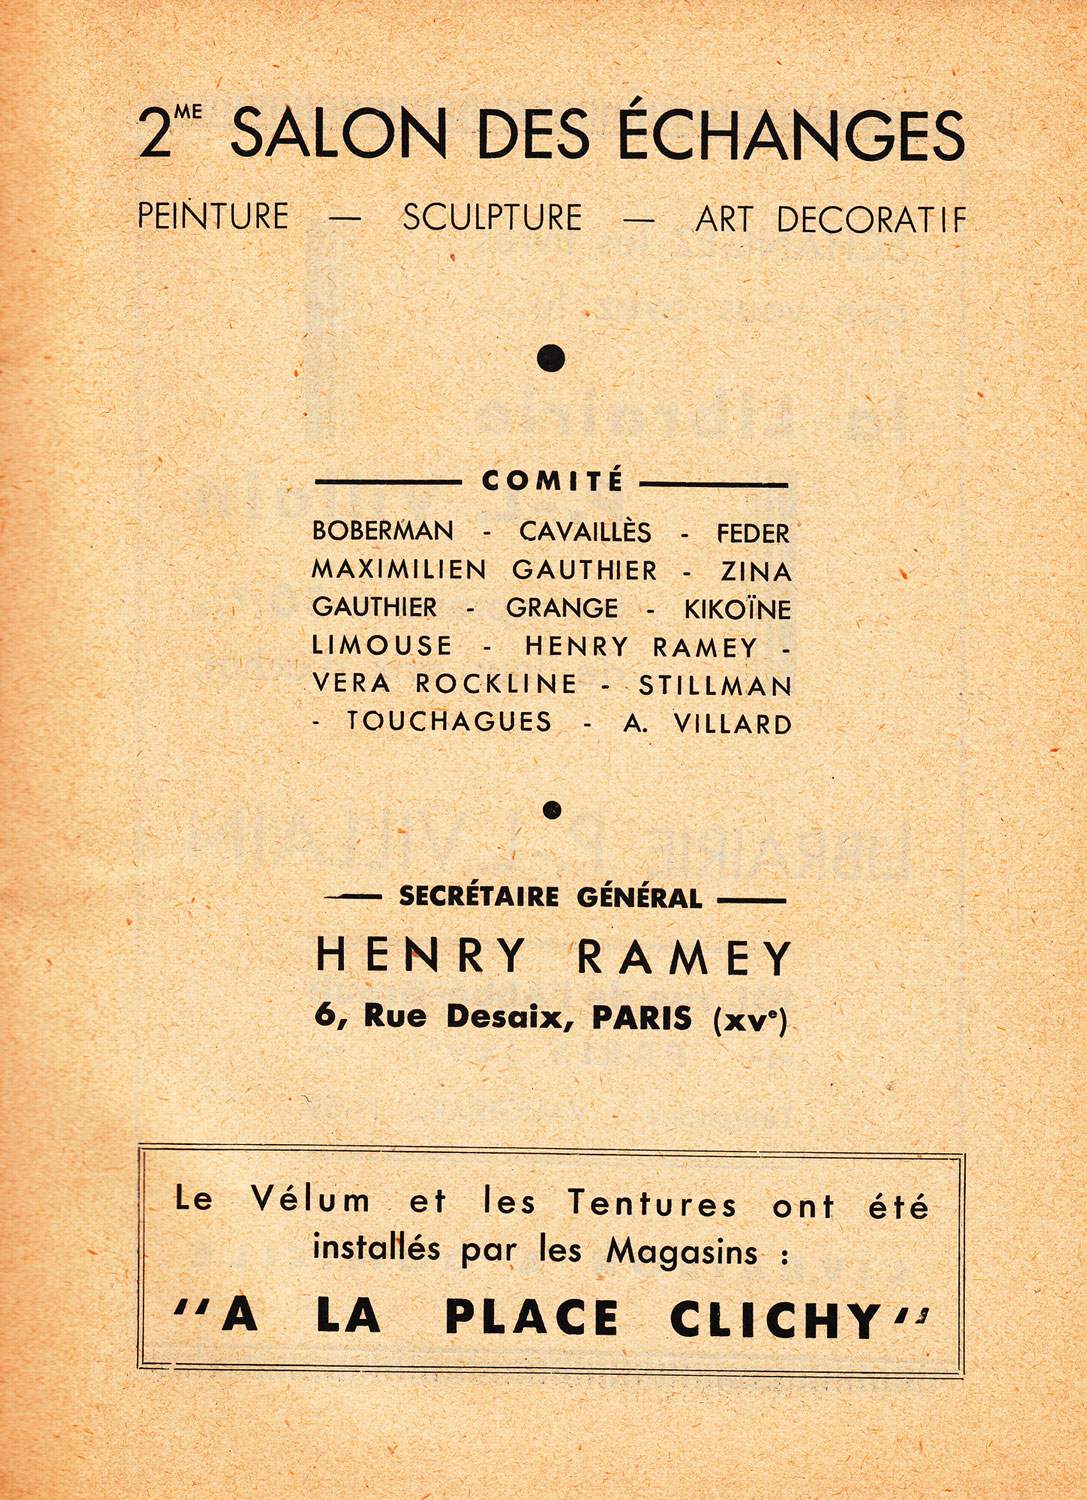 2ME SALON DES ÉCHANGES
PEINTURE — SCULPTURE — ART DECORATIF
COMITÉ
BOBERMAN - CAVAILLÈS - FEDER
MAXIMILIEN GAUTHIER - ZINA
GAUTHIER - GRANGE - KIKOÏNE
LIMOUSE - HENRY RAMEY -
VERA ROCKLINE - STILLMAN
- TOUCHAGUES - A. VILLARD
SECRÉTAIRE GÉNÉRAL
HENRY RAMEY
6, Rue Desaix, PARIS (XVe)
Le Vélum et les Tentures ont été
installés par les Magasins :
"A LA PLACE CLICHY"